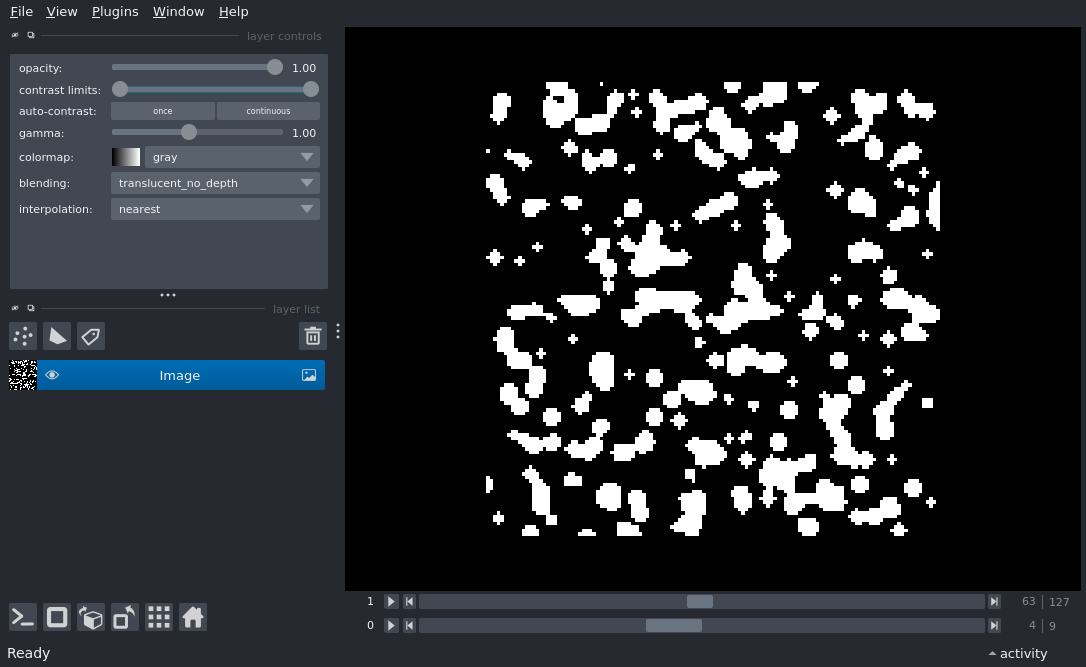 File View Plugins Window Help
layer controls
opacity: 1.00
contrast limits:
auto-contrast: once continuous
gamma: 1.00
colormap: gray
blending: translucent_no_depth
interpolation: nearest
layer list
Image
1 63 127
0 4 9
Ready activity